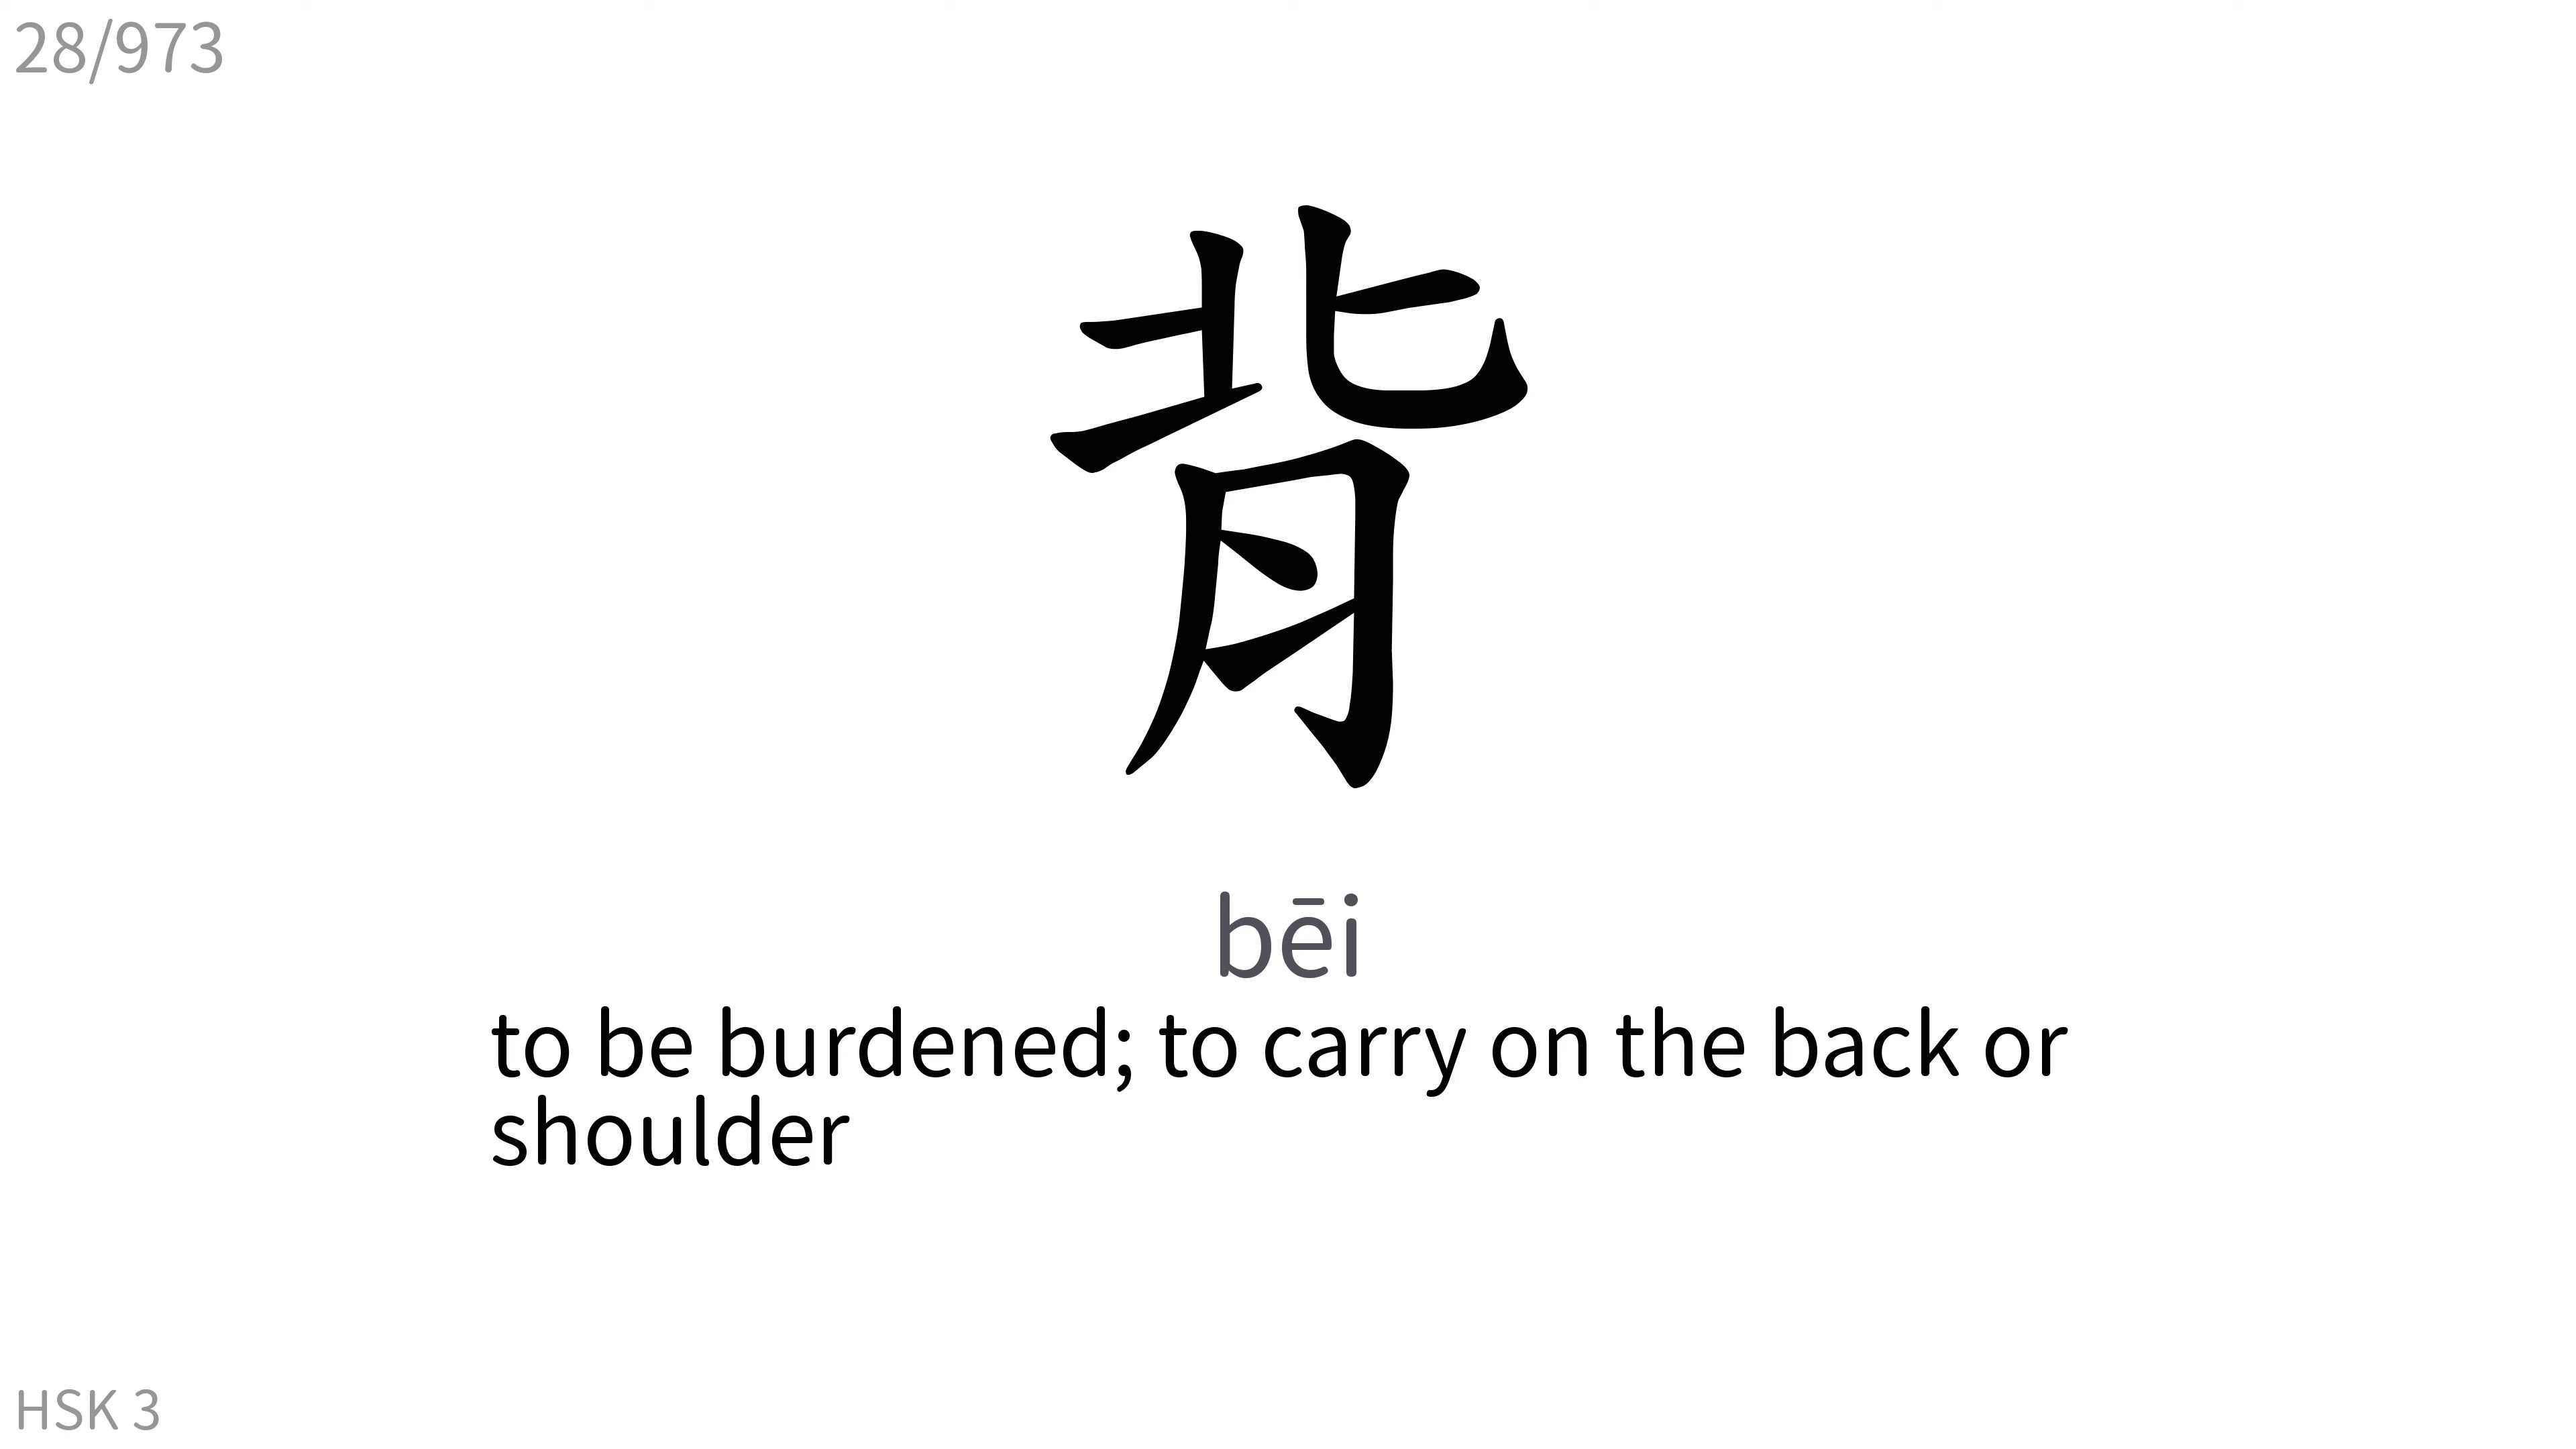 28/973
背
bēi
to be burdened; to carry on the back or
shoulder
HSK 3